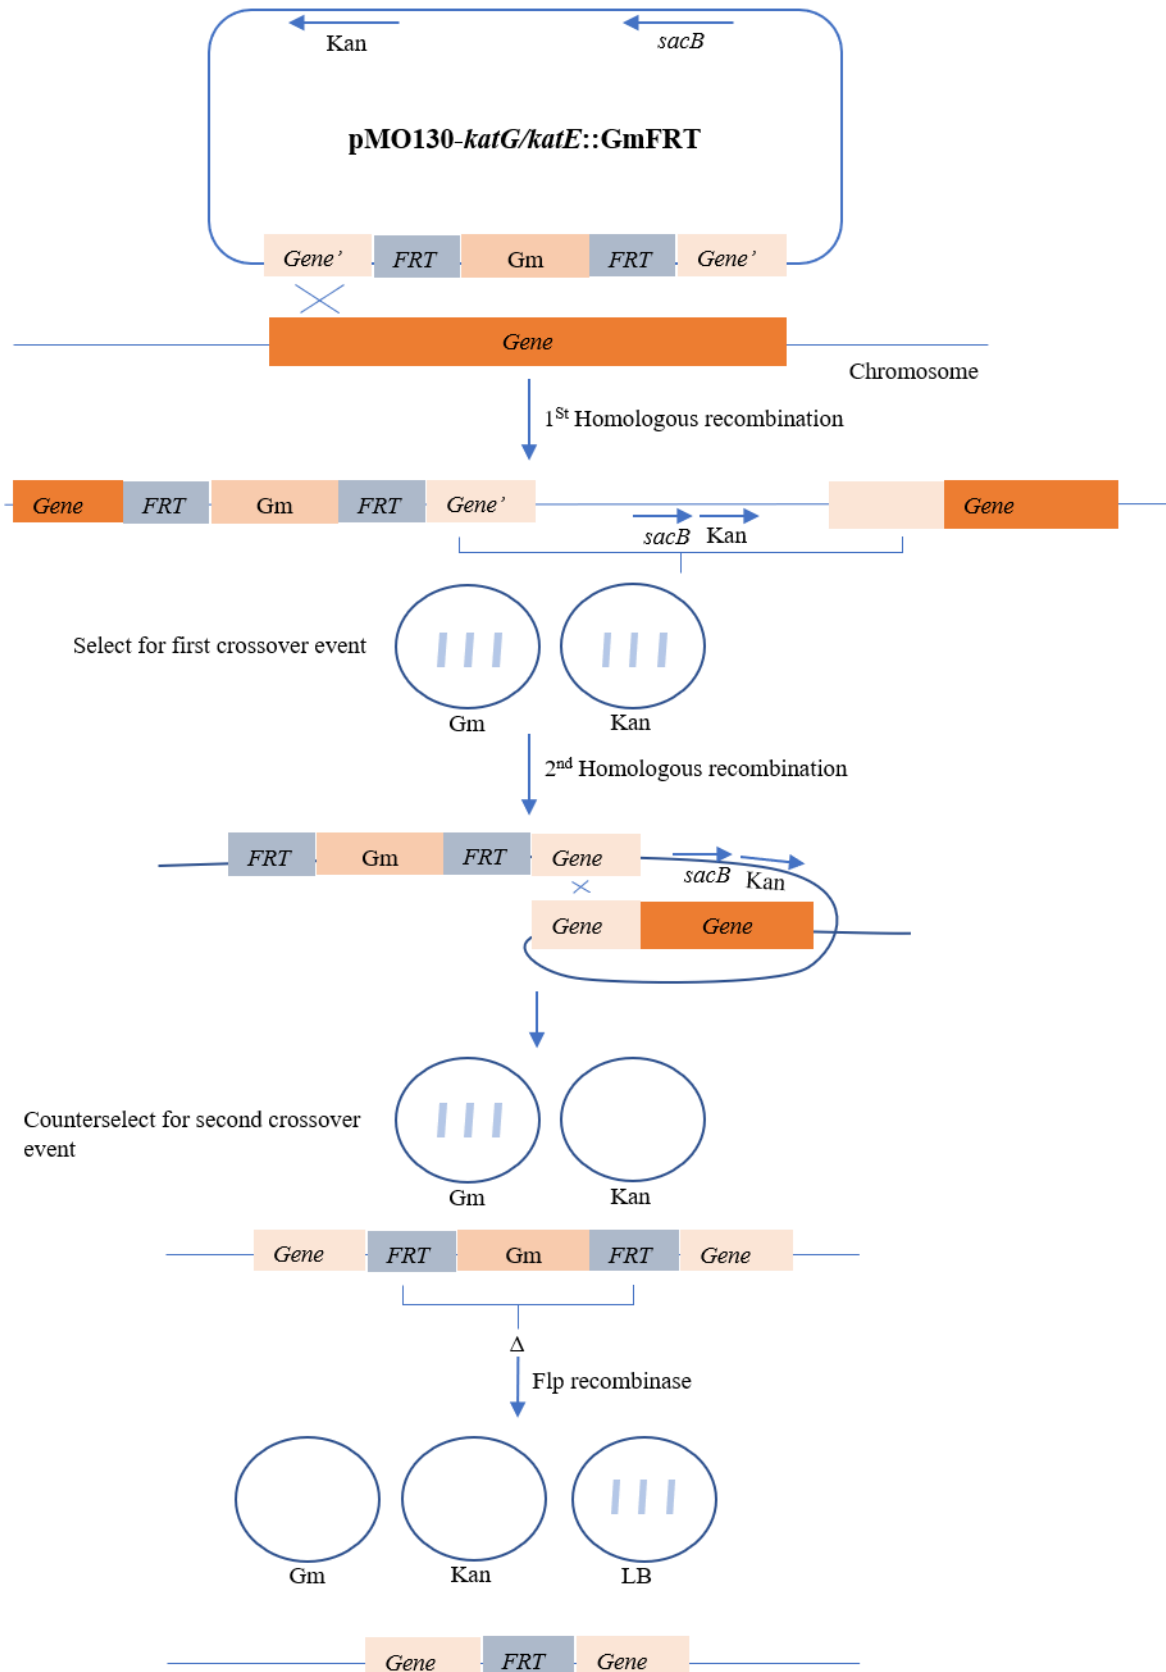 Kan
sacB
pMO130-katG/katE::GmFRT
Gene’ FRT Gm FRT Gene’
Gene
Chromosome
1St Homologous recombination
Gene FRT Gm FRT Gene’ Gene
sacB Kan
Select for first crossover event
Gm Kan
2nd Homologous recombination
FRT Gm FRT Gene
sacB Kan
Gene Gene
Counterselect for second crossover
event
Gm Kan
Gene FRT Gm FRT Gene
Δ
Flp recombinase
Gm Kan LB
Gene FRT Gene